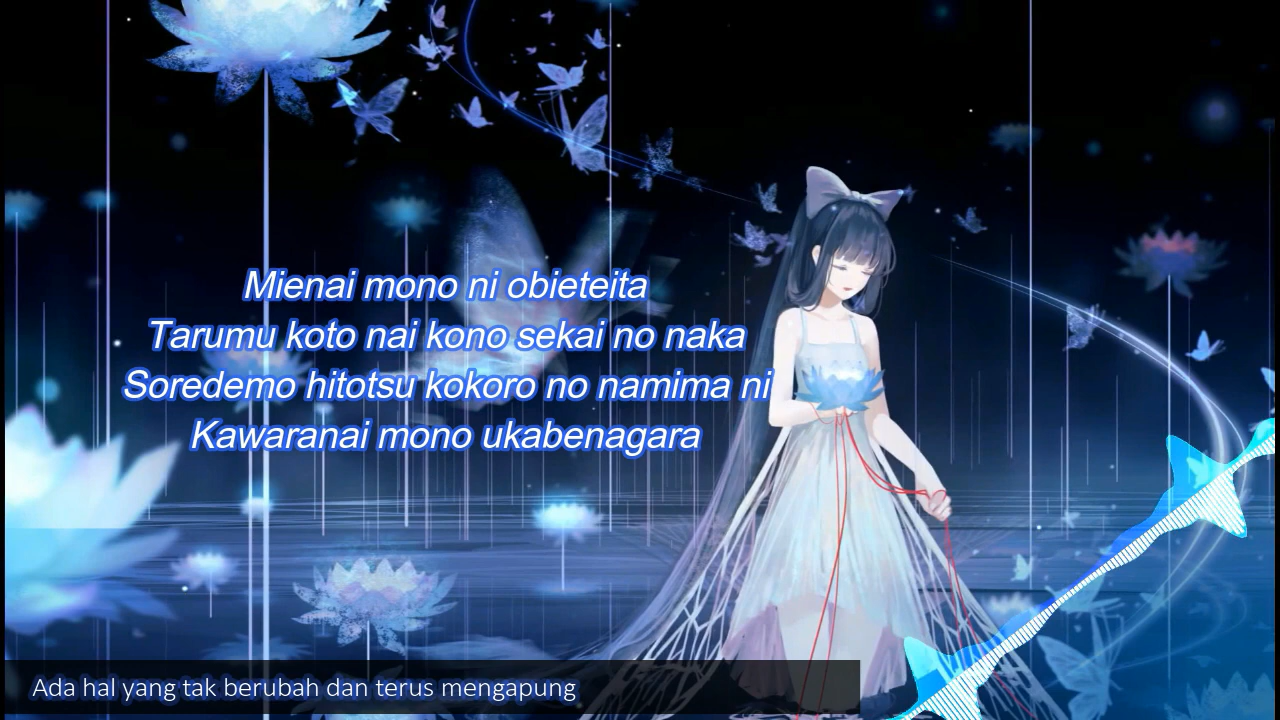 Mienai mono ni obieteita
Tarumu koto nai kono sekai no naka
Soredemo hitotsu kokoro no namima ni
Kawaranai mono ukabenagara
Ada hal yang tak berubah dan terus mengapung